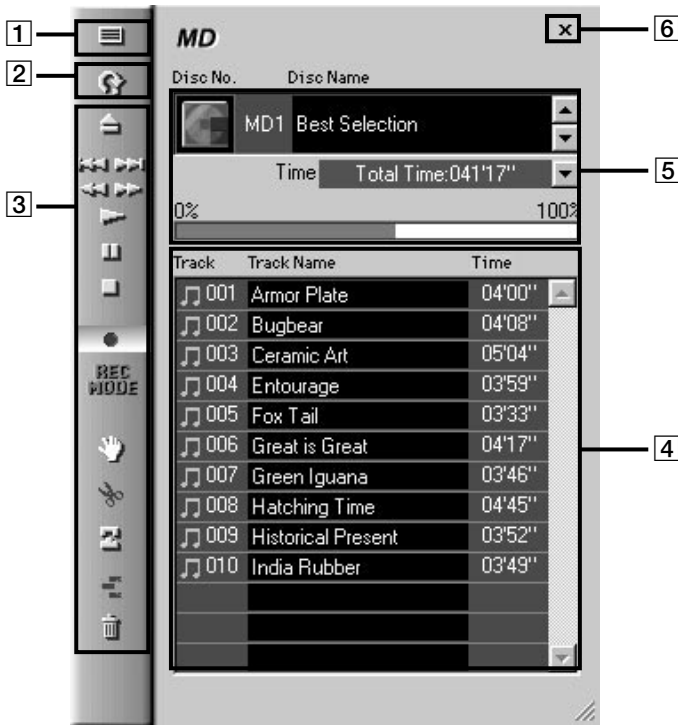 1
MD
6
2
Disc No. Disc Name
MD1 Best Selection
3
Time Total Time:041'17"
5
0% 100%
Track Track Name Time
001 Armor Plate 04'00"
002 Bugbear 04'08"
003 Ceramic Art 05'04"
REC
MODE
004 Entourage 03'59"
005 Fox Tail 03'33"
006 Great is Great 04'17"
4
007 Green Iguana 03'46"
008 Hatching Time 04'45"
009 Historical Present 03'52"
010 India Rubber 03'49"